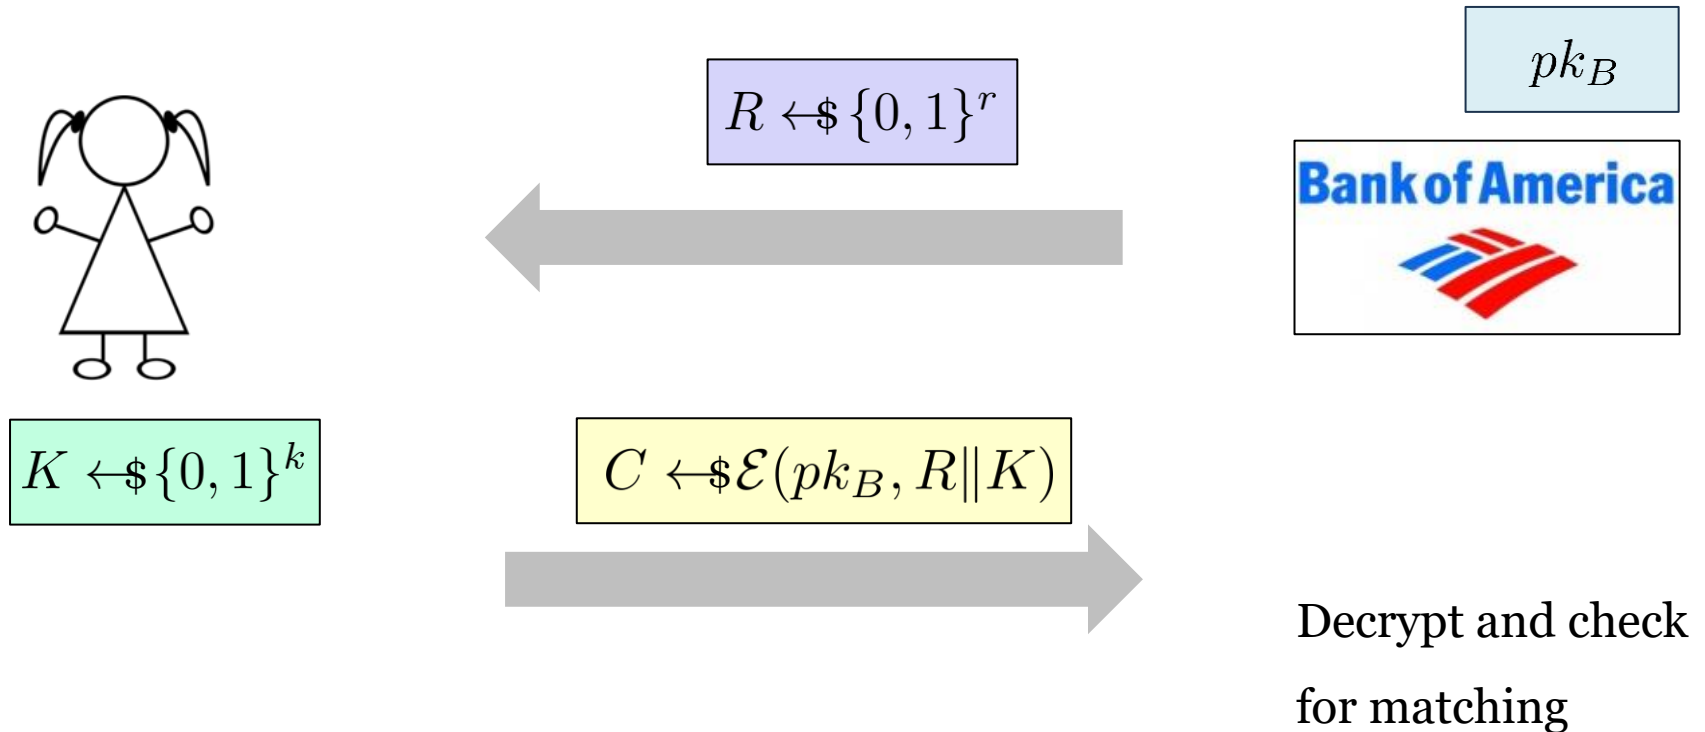 pk_B
R ←$ {0, 1}^r
Bank of America
K ←$ {0, 1}^k
C ←$ ℰ(pk_B, R‖K)
Decrypt and check
for matching